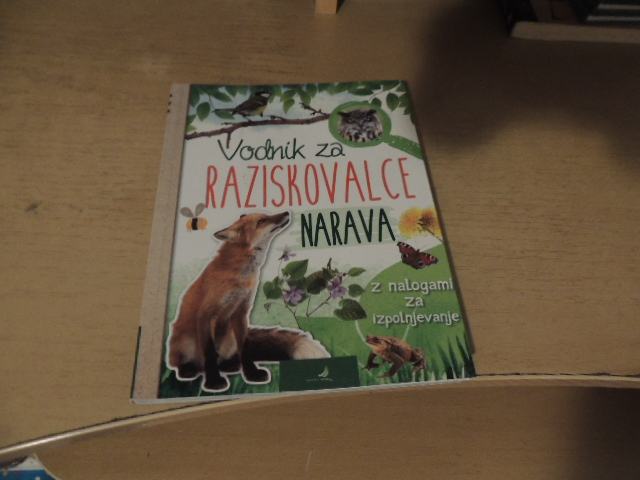 Vodnik za
RAZISKOVALCE
NARAVA
z nalogami
za
izpolnjevanje